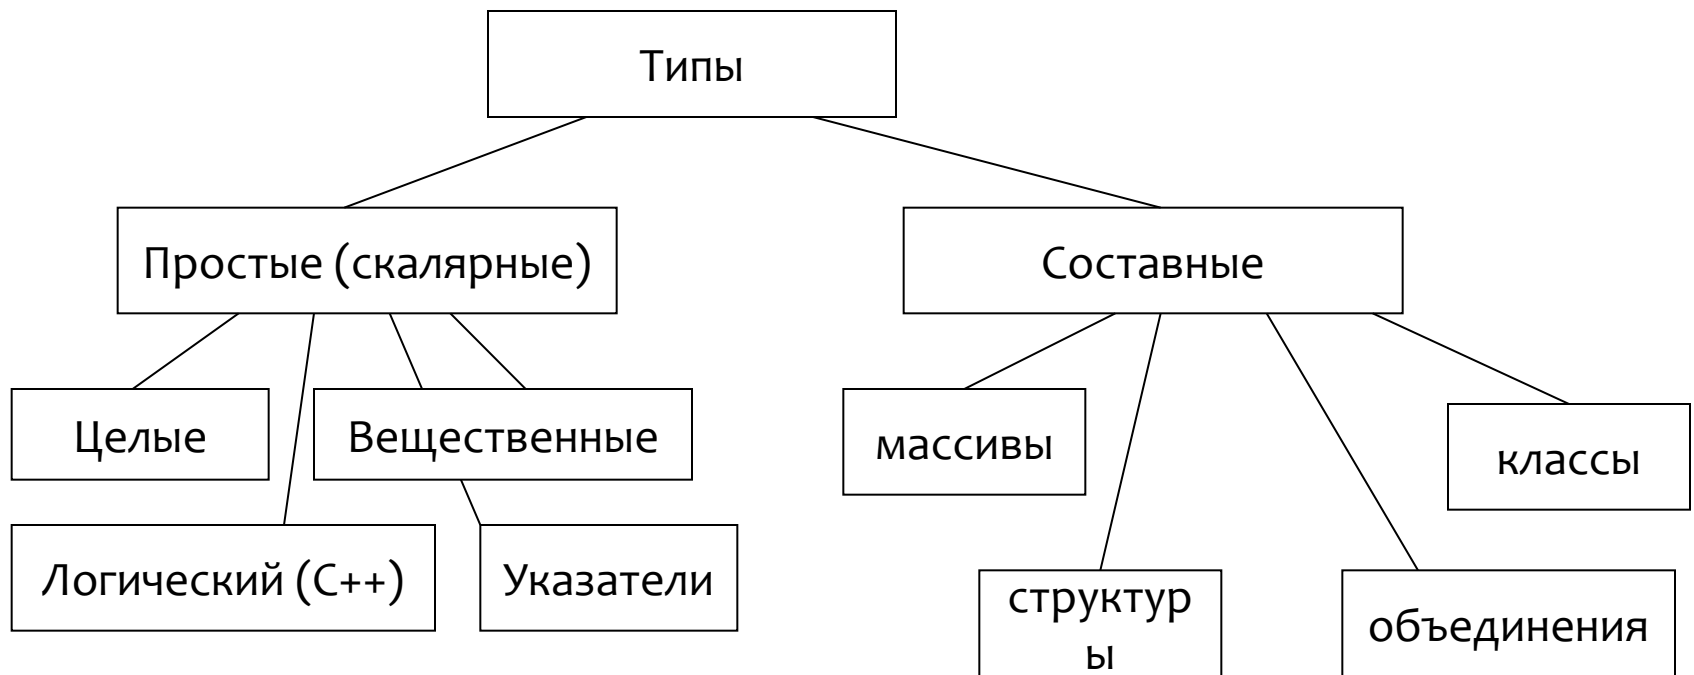 Типы
Простые (скалярные)
Составные
Целые
Вещественные
массивы
классы
Логический (С++)
Указатели
структур
ы
объединения